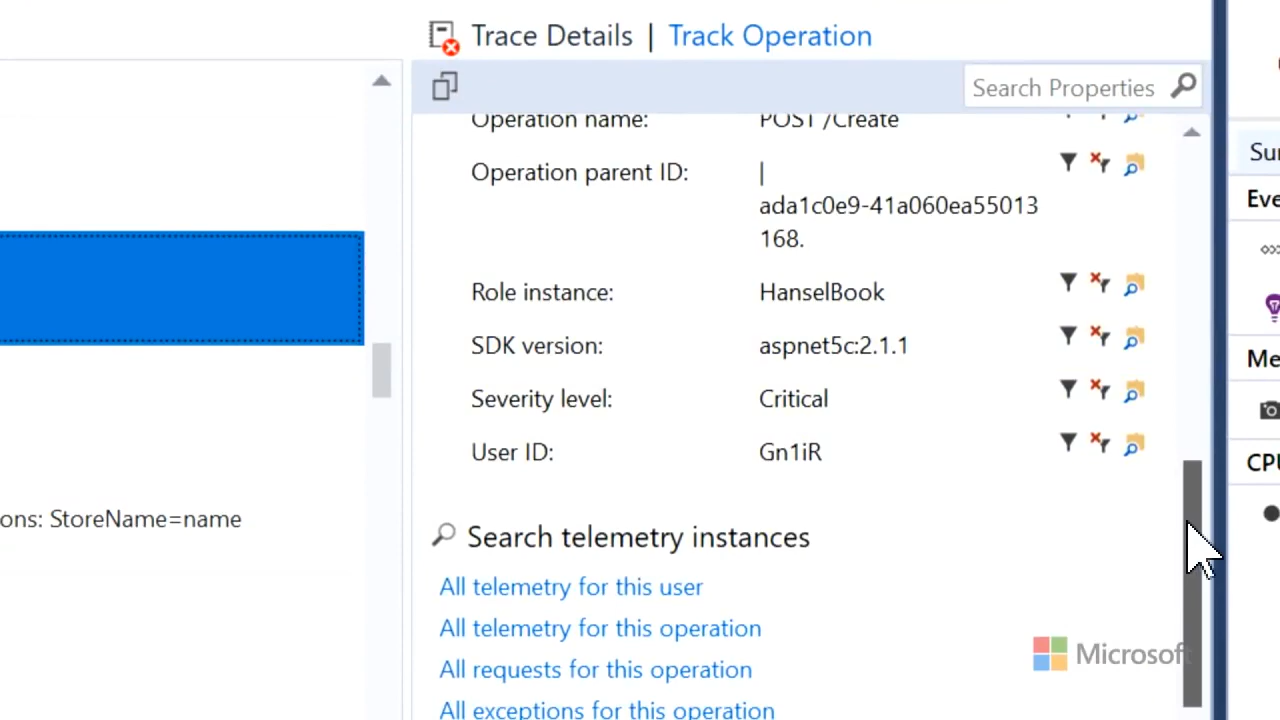 Trace Details | Track Operation
Search Properties
Operation name: POST /Create
Operation parent ID: |
ada1c0e9-41a060ea55013
168.
Role instance: HanselBook
SDK version: aspnet5c:2.1.1
Severity level: Critical
User ID: Gn1iR
ons: StoreName=name
Search telemetry instances
All telemetry for this user
All telemetry for this operation
All requests for this operation
All exceptions for this operation
Microsoft
Sur
Eve
Me
CPU